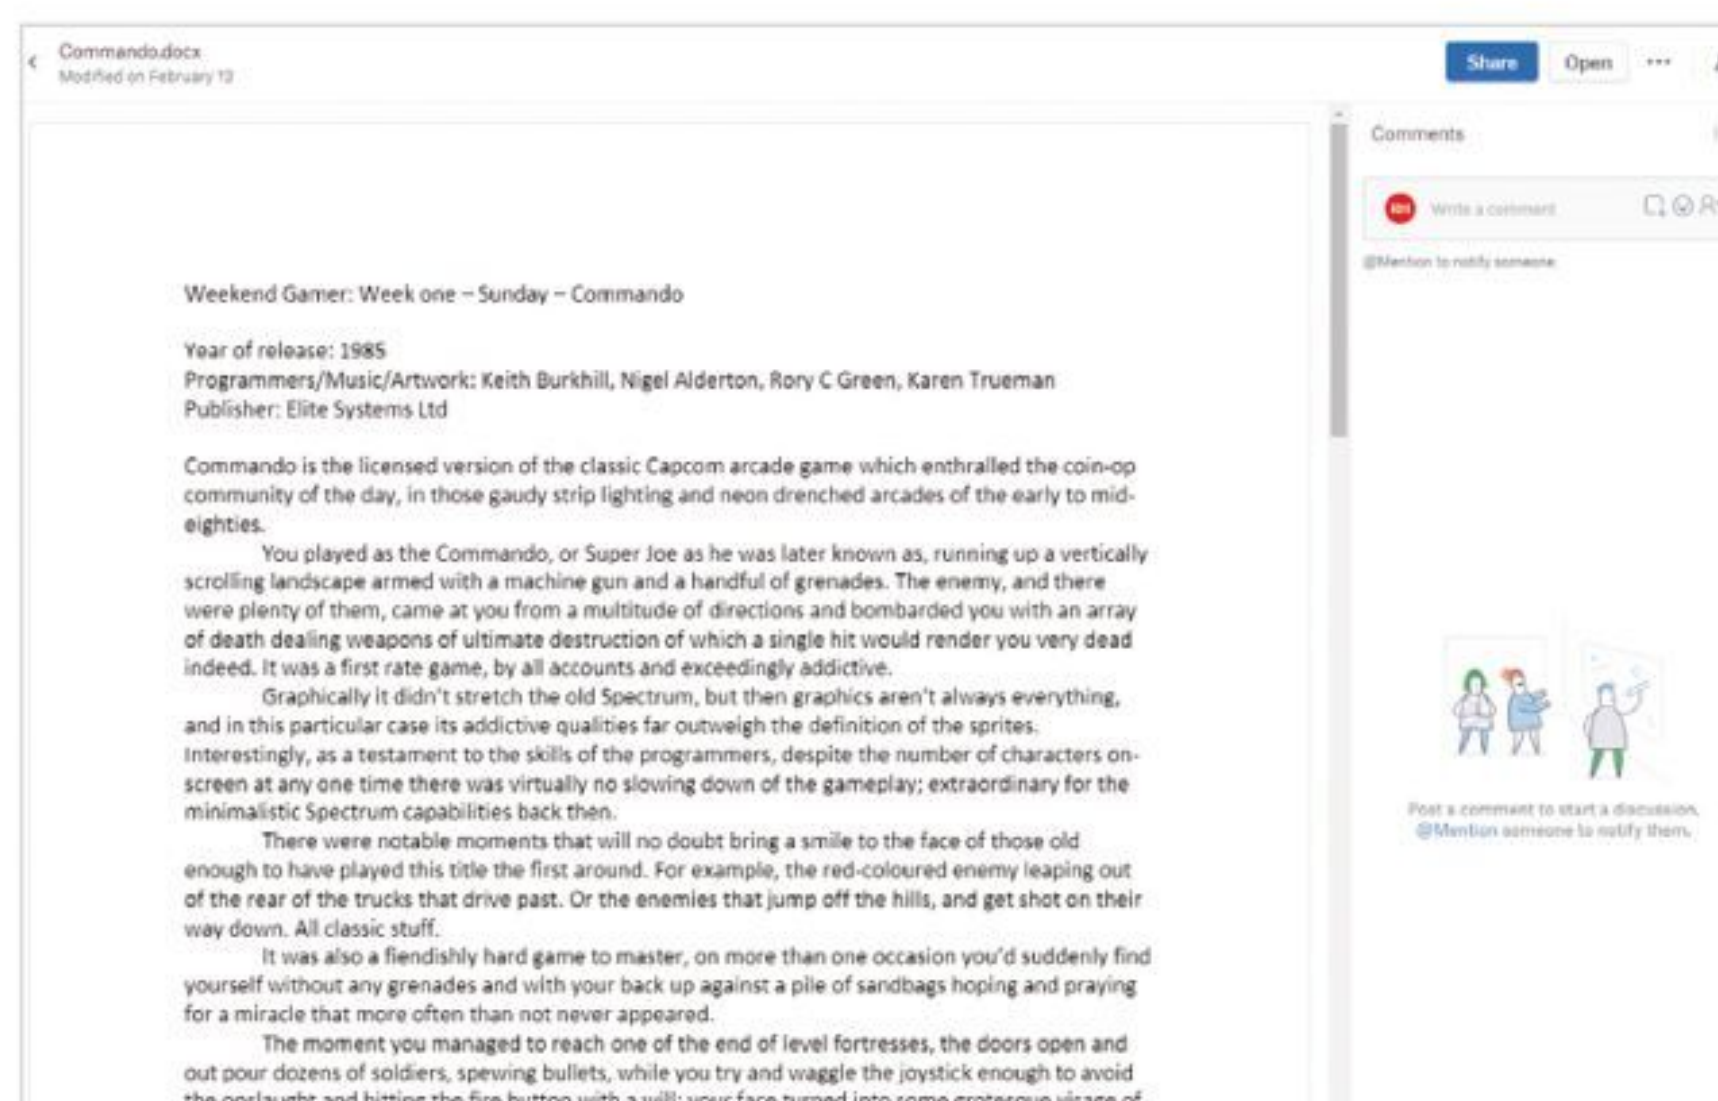 Commando.docx
Modified on February 13
Share
Open
Comments
Write a comment
@Mention to notify someone
Weekend Gamer: Week one – Sunday – Commando
Year of release: 1985
Programmers/Music/Artwork: Keith Burkhill, Nigel Alderton, Rory C Green, Karen Trueman
Publisher: Elite Systems Ltd
Commando is the licensed version of the classic Capcom arcade game which enthralled the coin-op
community of the day, in those gaudy strip lighting and neon drenched arcades of the early to mid-
eighties.
You played as the Commando, or Super Joe as he was later known as, running up a vertically
scrolling landscape armed with a machine gun and a handful of grenades. The enemy, and there
were plenty of them, came at you from a multitude of directions and bombarded you with an array
of death dealing weapons of ultimate destruction of which a single hit would render you very dead
indeed. It was a first rate game, by all accounts and exceedingly addictive.
Graphically it didn't stretch the old Spectrum, but then graphics aren't always everything,
and in this particular case its addictive qualities far outweigh the definition of the sprites.
Interestingly, as a testament to the skills of the programmers, despite the number of characters on-
screen at any one time there was virtually no slowing down of the gameplay; extraordinary for the
minimalistic Spectrum capabilities back then.
There were notable moments that will no doubt bring a smile to the face of those old
enough to have played this title the first around. For example, the red-coloured enemy leaping out
of the rear of the trucks that drive past. Or the enemies that jump off the hills, and get shot on their
way down. All classic stuff.
It was also a fiendishly hard game to master, on more than one occasion you'd suddenly find
yourself without any grenades and with your back up against a pile of sandbags hoping and praying
for a miracle that more often than not never appeared.
The moment you managed to reach one of the end of level fortresses, the doors open and
out pour dozens of soldiers, spewing bullets, while you try and waggle the joystick enough to avoid
the onslaught and hitting the fire button with a will; your face turned into some grotesque visage of
Post a comment to start a discussion.
@Mention someone to notify them.